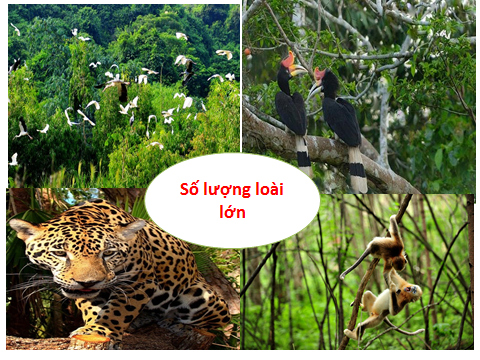 Số lượng loài
lớn